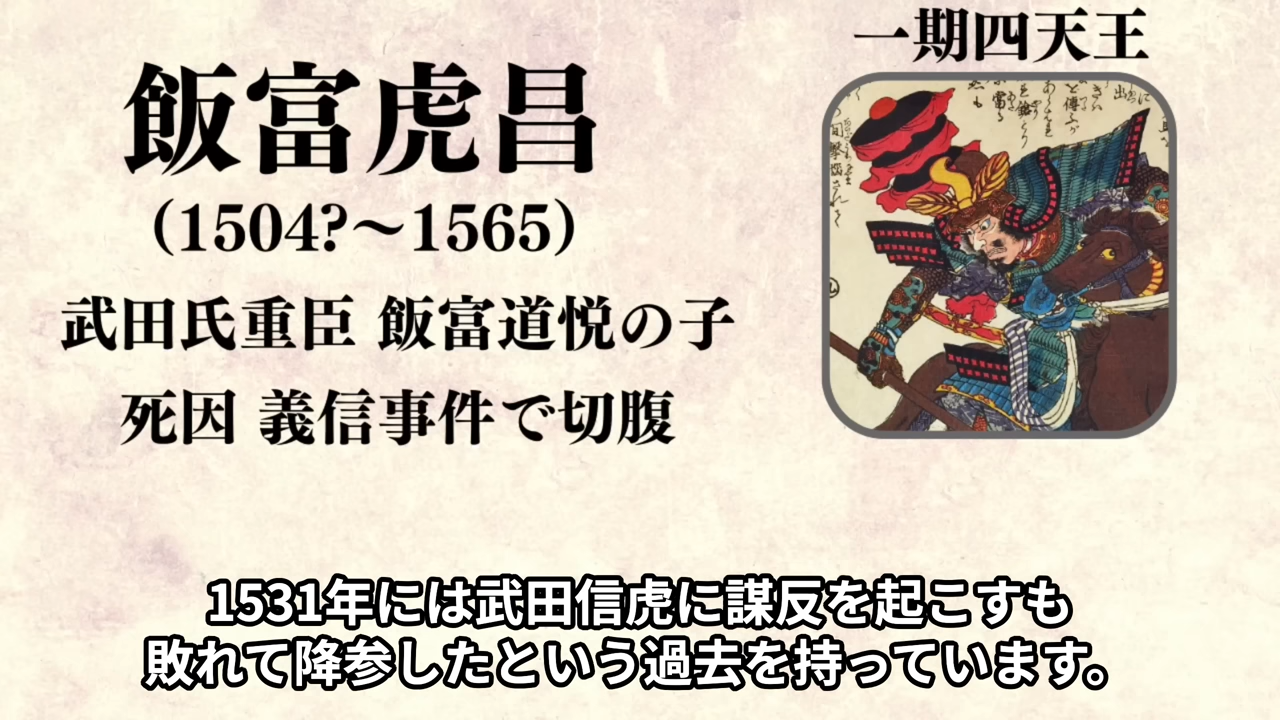 一期四天王
飯富虎昌
（1504?～1565）
武田氏重臣 飯富道悦の子
死因 義信事件で切腹
1531年には武田信虎に謀反を起こすも
敗れて降参したという過去を持っています。